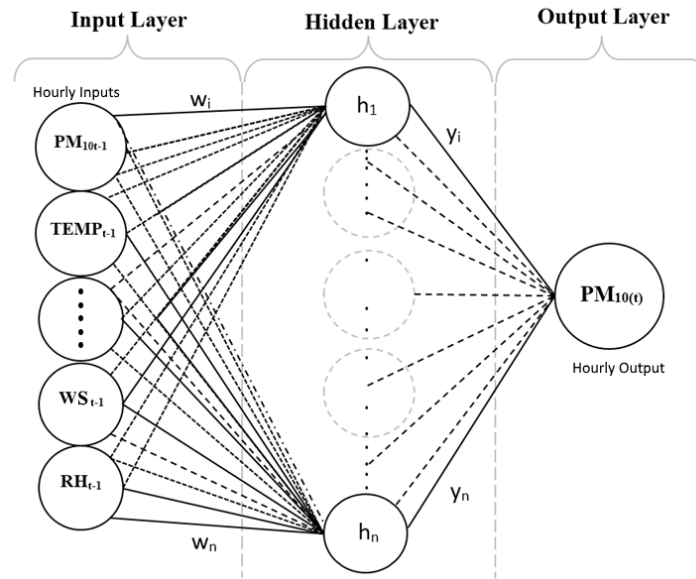 Input Layer
Hidden Layer
Output Layer
Hourly Inputs
PM10t-1
TEMPt-1
WSt-1
RHt-1
wi
wn
h1
hn
yi
yn
PM10(t)
Hourly Output